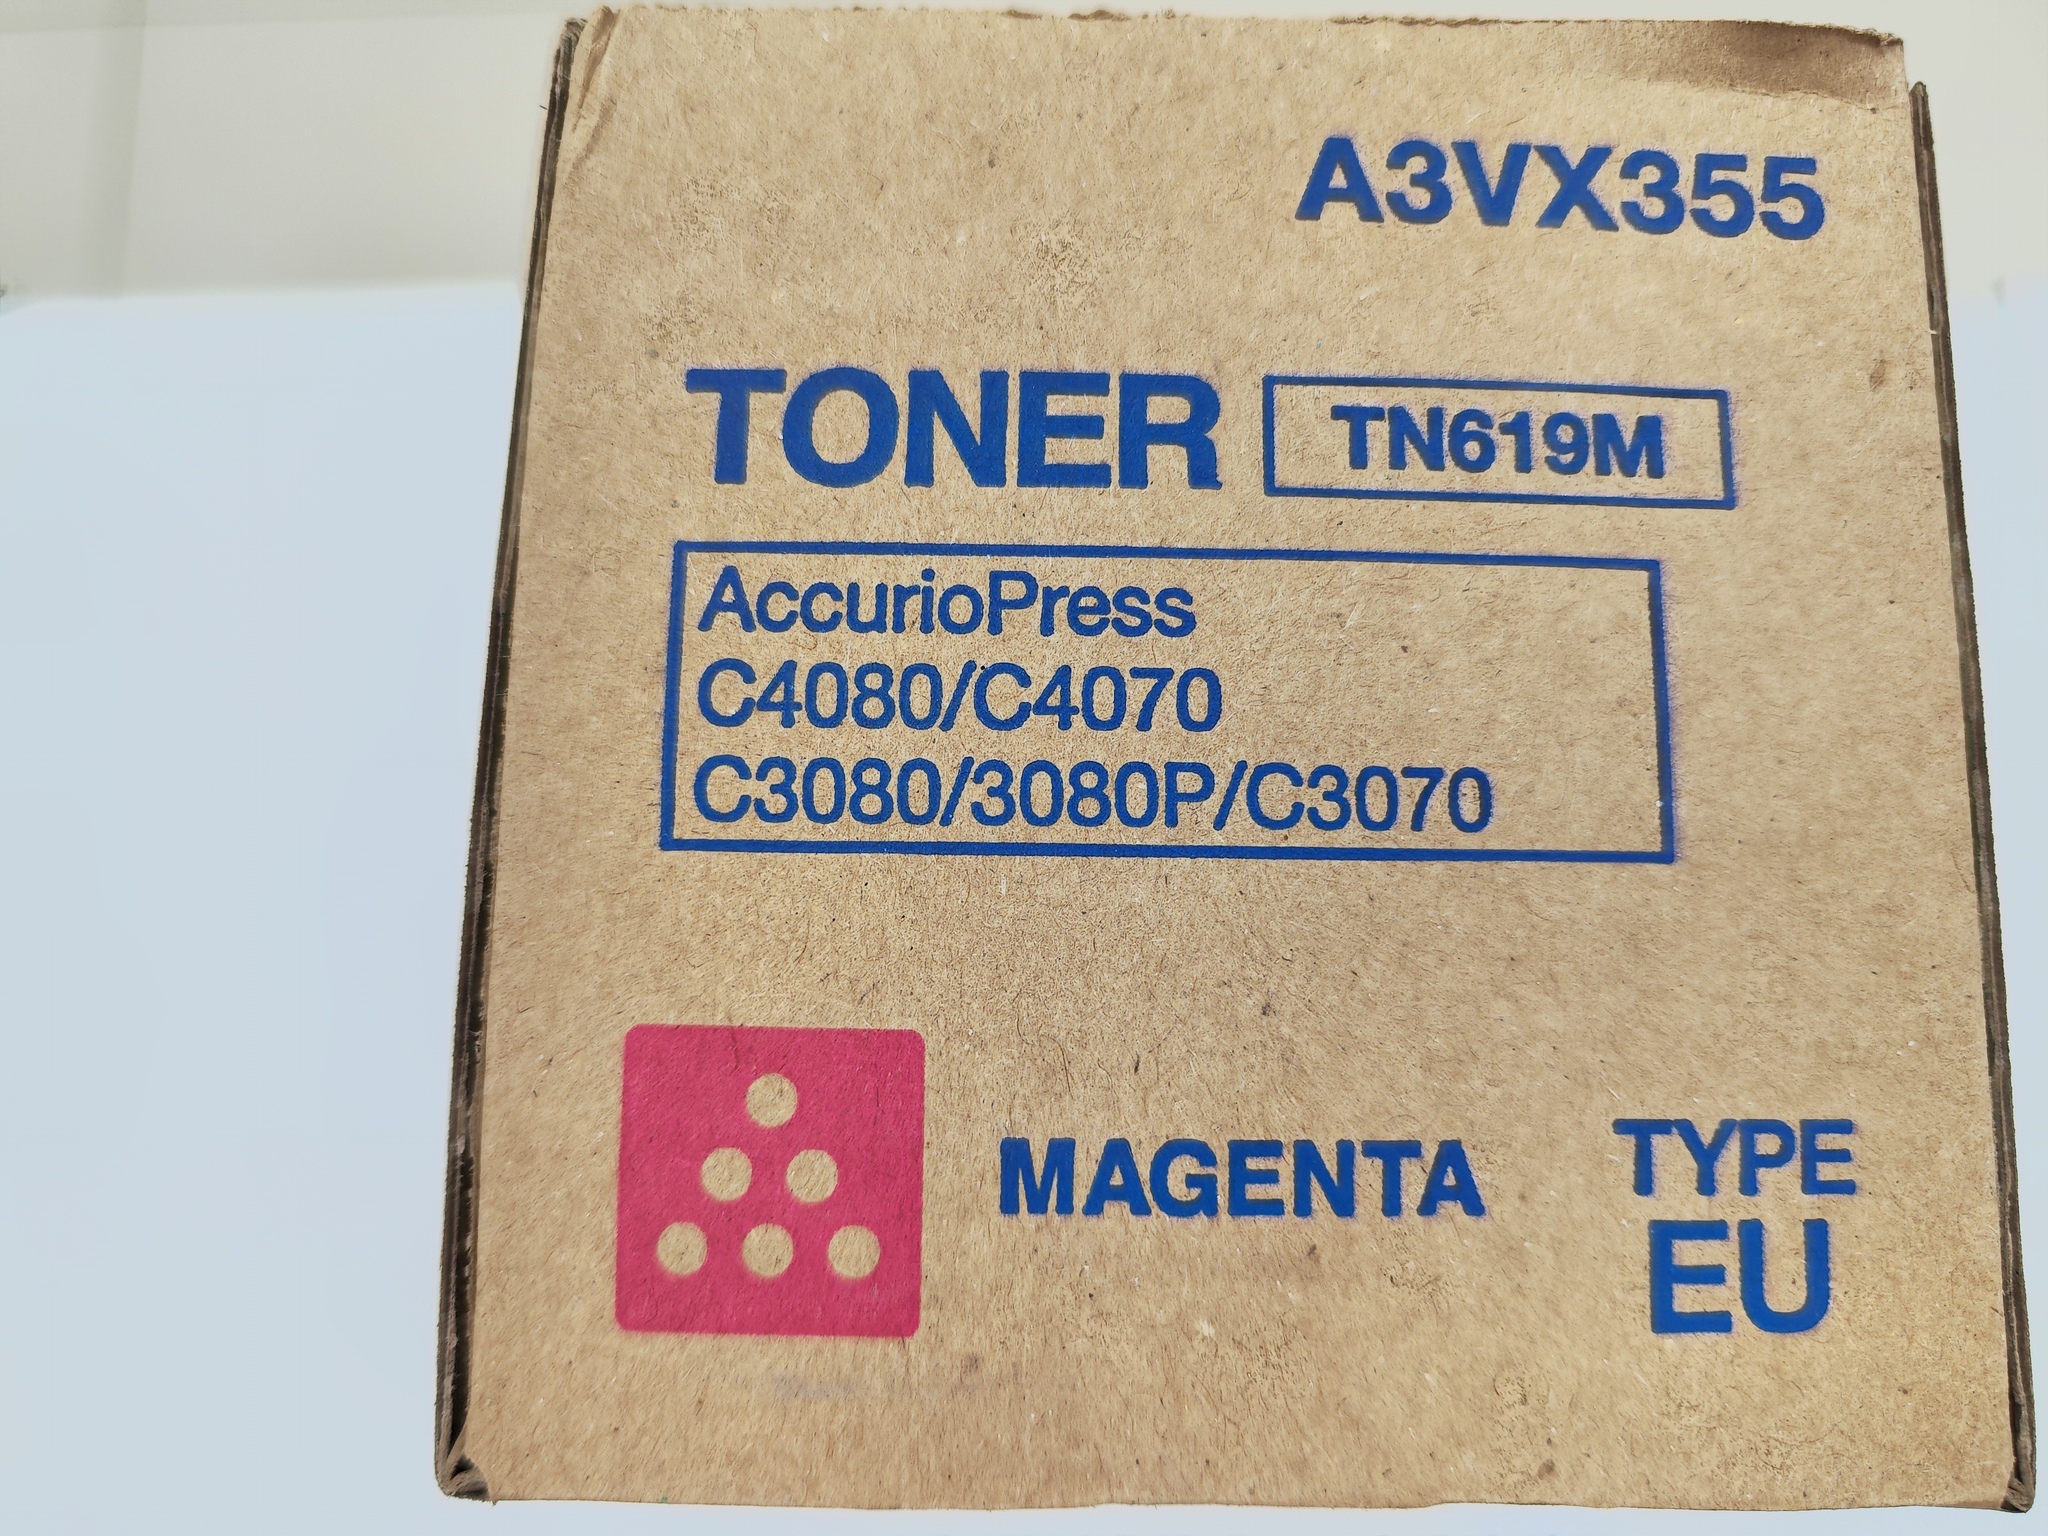 A3VX355
TONER TN619M
AccurioPress
C4080/C4070
C3080/3080P/C3070
MAGENTA
TYPE
EU